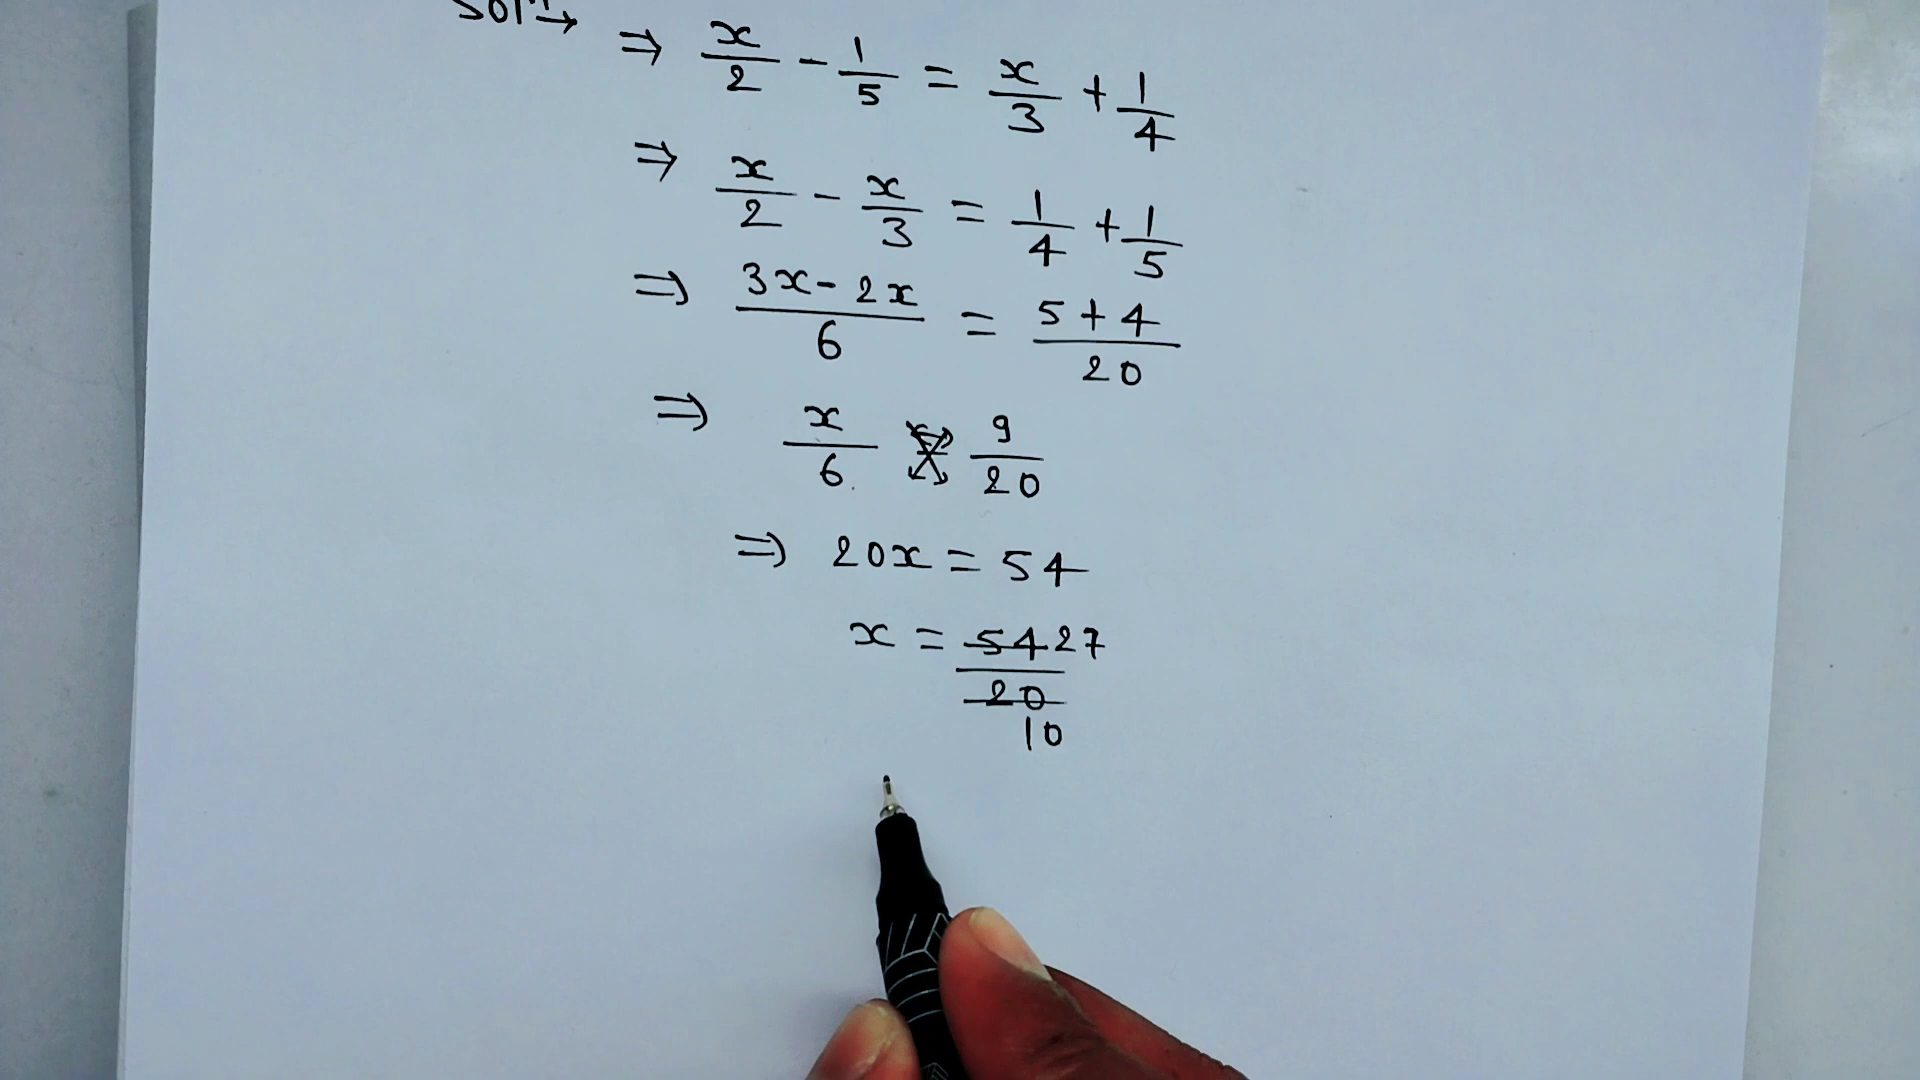 Soln→ ⇒ x/2 - 1/5 = x/3 + 1/4
⇒ x/2 - x/3 = 1/4 + 1/5
⇒ (3x - 2x)/6 = (5 + 4)/20
⇒ x/6 = 9/20
⇒ 20x = 54
x = 54/20 27
10